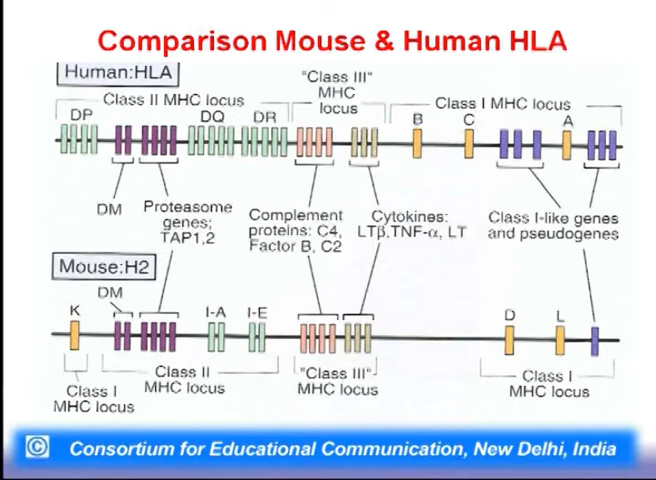 Comparison Mouse & Human HLA
Human:HLA
"Class III"
MHC
locus
Class II MHC locus
Class I MHC locus
DP
DQ
DR
B
C
A
DM
Proteasome
genes;
TAP1,2
Complement
proteins: C4,
Factor B, C2
Cytokines:
LTβ,TNF-α, LT
Class I-like genes
and pseudogenes
Mouse:H2
DM
K
I-A
I-E
D
L
Class I
MHC locus
Class II
MHC locus
"Class III"
MHC locus
Class I
MHC locus
© Consortium for Educational Communication, New Delhi, India